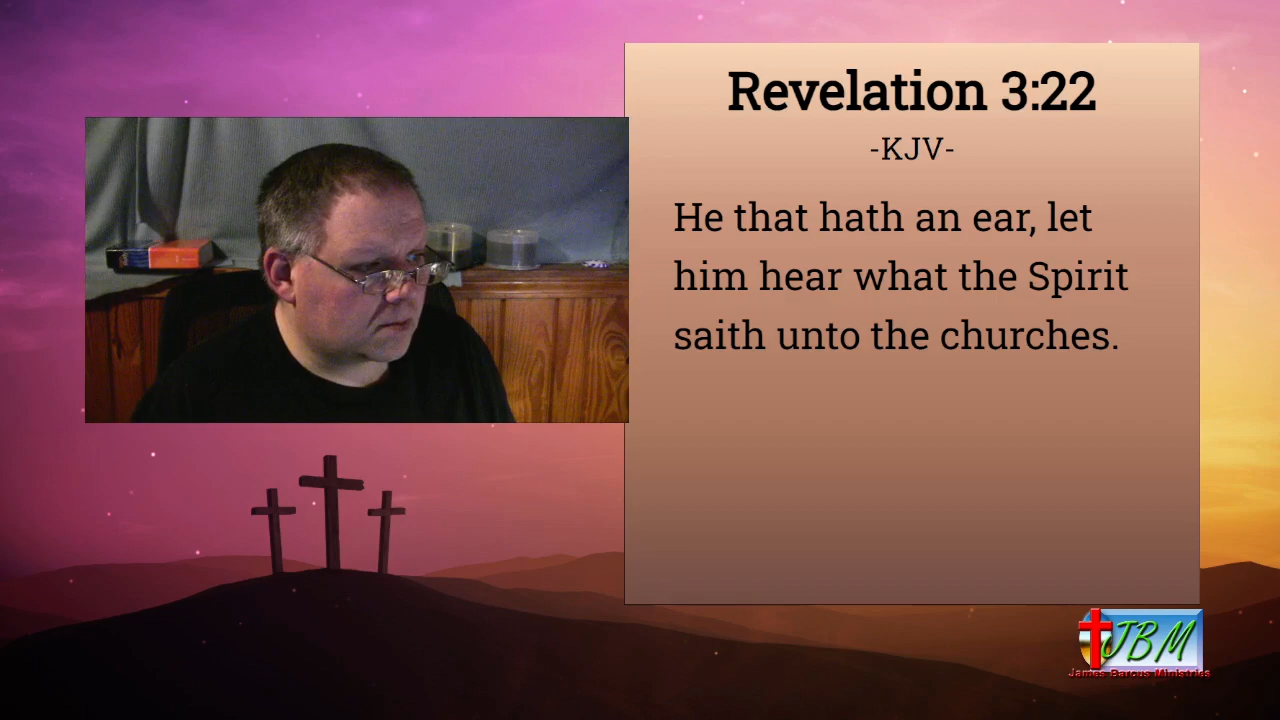 Revelation 3:22
-KJV-
He that hath an ear, let
him hear what the Spirit
saith unto the churches.
JBM
James Barous Ministries